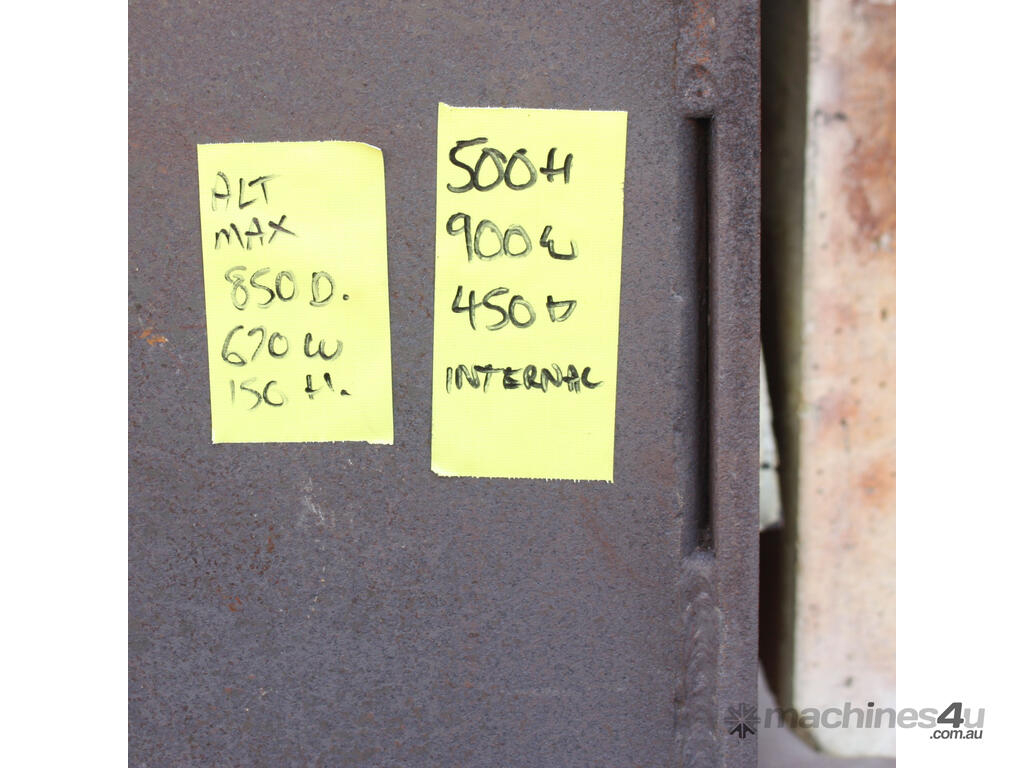 ALT
MAX
850 D.
670 W
150 H.
500 H
900 W
450 D
INTERNAL
machines4u
.com.au